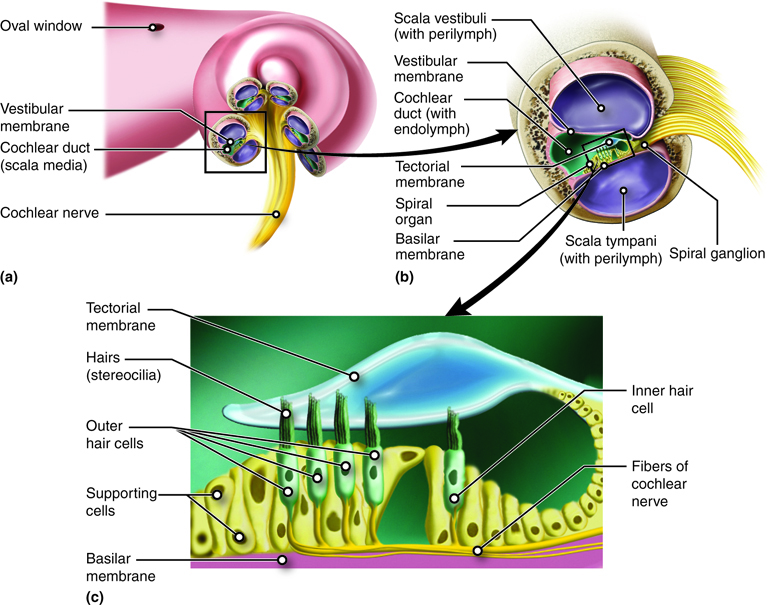 Oval window
Vestibular
membrane
Cochlear duct
(scala media)
Cochlear nerve
(a)
Scala vestibuli
(with perilymph)
Vestibular
membrane
Cochlear
duct (with
endolymph)
Tectorial
membrane
Spiral
organ
Basilar
membrane
Scala tympani
(with perilymph)
Spiral ganglion
(b)
Tectorial
membrane
Hairs
(stereocilia)
Outer
hair cells
Supporting
cells
Basilar
membrane
Inner hair
cell
Fibers of
cochlear
nerve
(c)